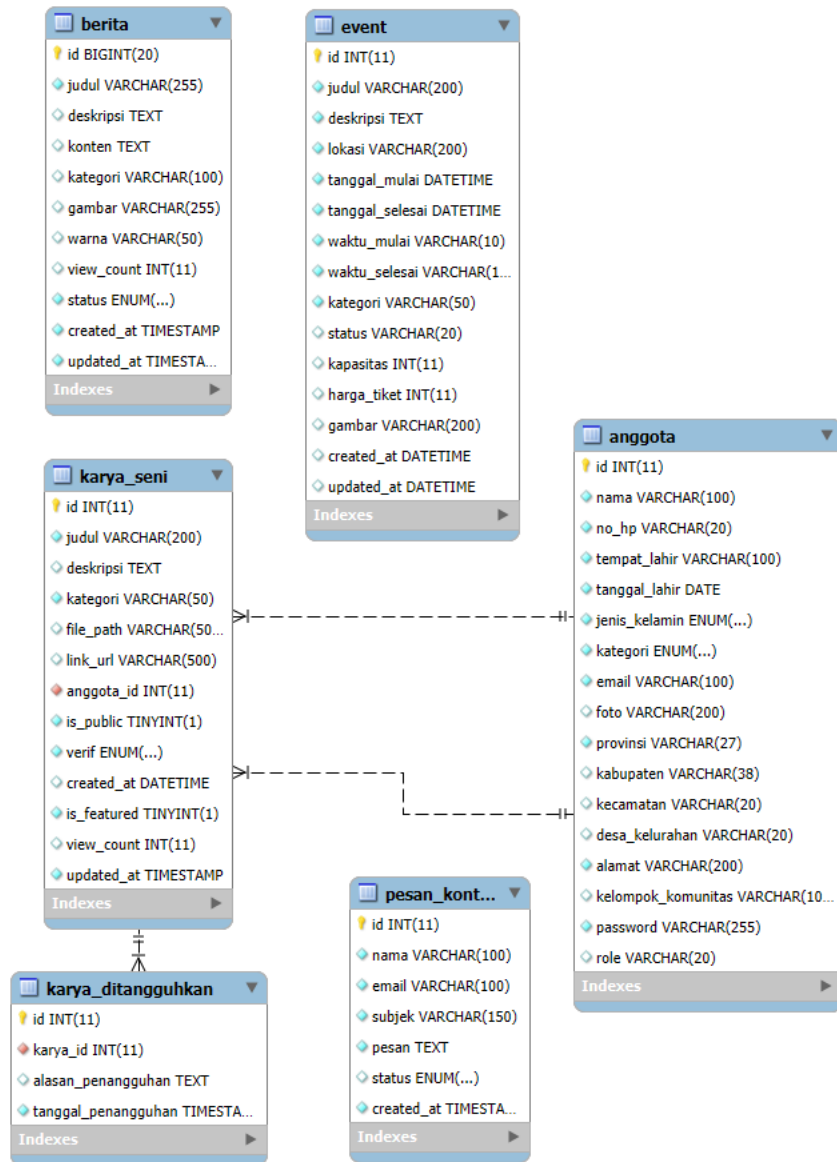 berita
id BIGINT(20)
judul VARCHAR(255)
deskripsi TEXT
konten TEXT
kategori VARCHAR(100)
gambar VARCHAR(255)
warna VARCHAR(50)
view_count INT(11)
status ENUM(...)
created_at TIMESTAMP
updated_at TIMESTA...
Indexes
event
id INT(11)
judul VARCHAR(200)
deskripsi TEXT
lokasi VARCHAR(200)
tanggal_mulai DATETIME
tanggal_selesai DATETIME
waktu_mulai VARCHAR(10)
waktu_selesai VARCHAR(1...
kategori VARCHAR(50)
status VARCHAR(20)
kapasitas INT(11)
harga_tiket INT(11)
gambar VARCHAR(200)
created_at DATETIME
updated_at DATETIME
Indexes
karya_seni
id INT(11)
judul VARCHAR(200)
deskripsi TEXT
kategori VARCHAR(50)
file_path VARCHAR(50...
link_url VARCHAR(500)
anggota_id INT(11)
is_public TINYINT(1)
verif ENUM(...)
created_at DATETIME
is_featured TINYINT(1)
view_count INT(11)
updated_at TIMESTAMP
Indexes
anggota
id INT(11)
nama VARCHAR(100)
no_hp VARCHAR(20)
tempat_lahir VARCHAR(100)
tanggal_lahir DATE
jenis_kelamin ENUM(...)
kategori ENUM(...)
email VARCHAR(100)
foto VARCHAR(200)
provinsi VARCHAR(27)
kabupaten VARCHAR(38)
kecamatan VARCHAR(20)
desa_kelurahan VARCHAR(20)
alamat VARCHAR(200)
kelompok_komunitas VARCHAR(10...
password VARCHAR(255)
role VARCHAR(20)
Indexes
karya_ditangguhkan
id INT(11)
karya_id INT(11)
alasan_penangguhan TEXT
tanggal_penangguhan TIMESTA...
Indexes
pesan_kont...
id INT(11)
nama VARCHAR(100)
email VARCHAR(100)
subjek VARCHAR(150)
pesan TEXT
status ENUM(...)
created_at TIMESTA...
Indexes